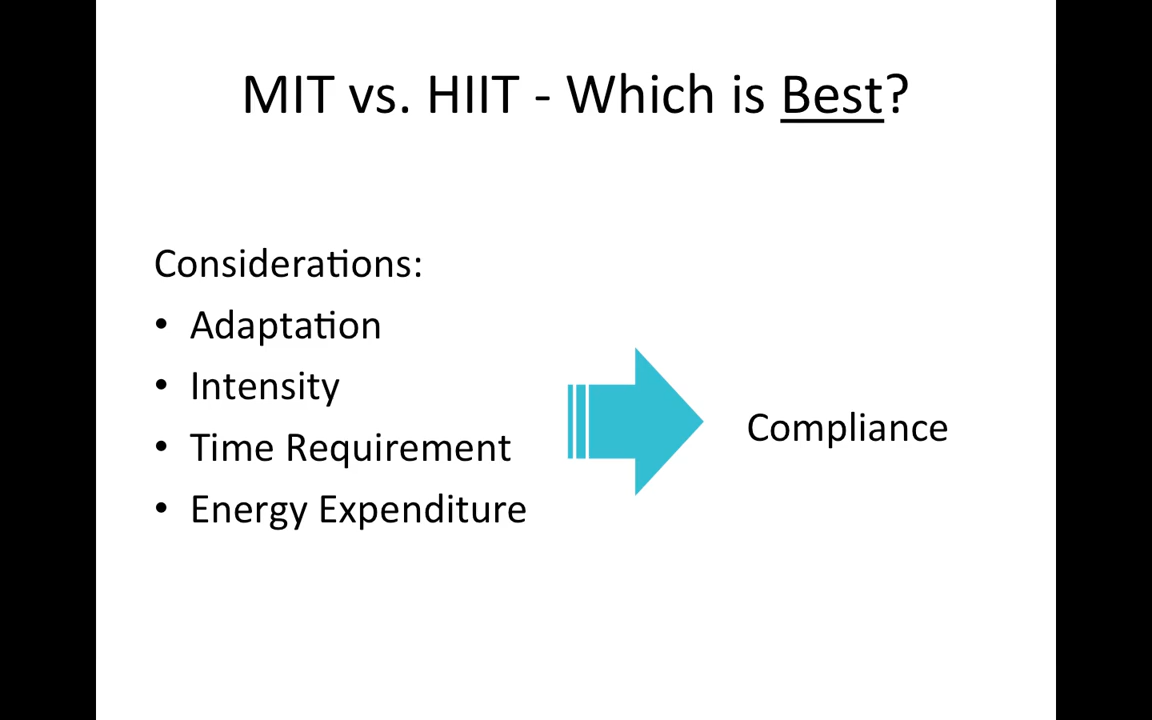 MIT vs. HIIT - Which is Best?
Considerations:
• Adaptation
• Intensity
• Time Requirement
• Energy Expenditure
Compliance